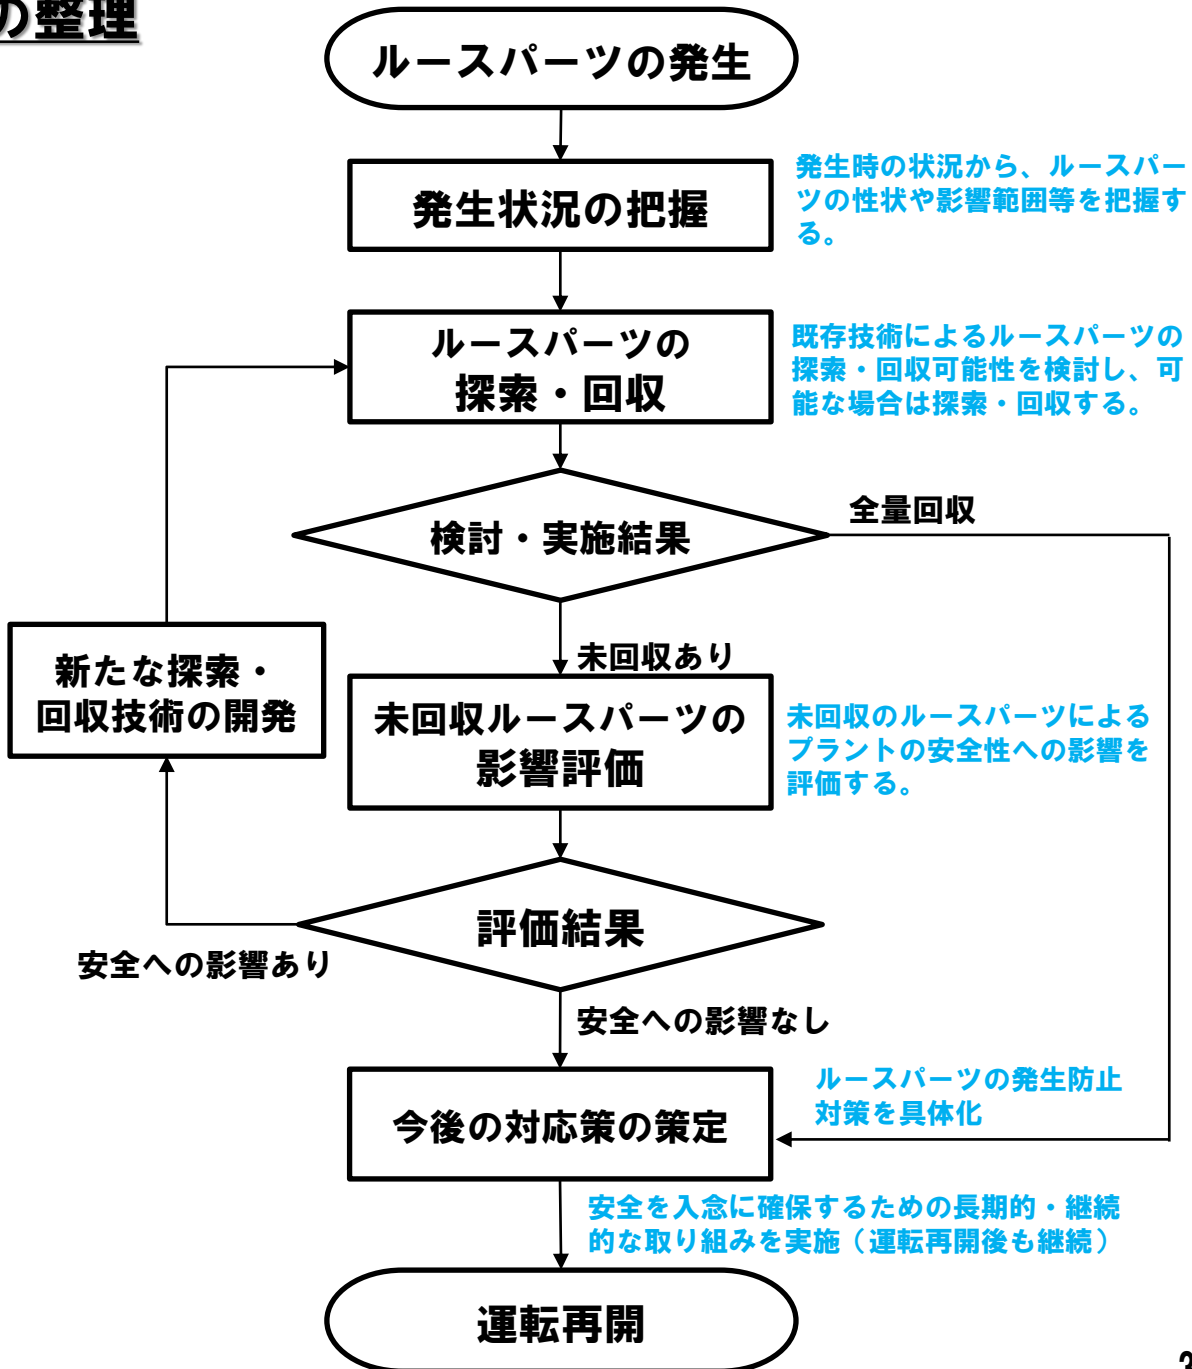 の整理
ルースパーツの発生
発生状況の把握
発生時の状況から、ルースパー
ツの性状や影響範囲等を把握す
る。
ルースパーツの
探索・回収
既存技術によるルースパーツの
探索・回収可能性を検討し、可
能な場合は探索・回収する。
検討・実施結果
全量回収
未回収あり
新たな探索・
回収技術の開発
未回収ルースパーツの
影響評価
未回収のルースパーツによる
プラントの安全性への影響を
評価する。
評価結果
安全への影響あり
安全への影響なし
今後の対応策の策定
ルースパーツの発生防止
対策を具体化
安全を入念に確保するための長期的・継続
的な取り組みを実施（運転再開後も継続）
運転再開